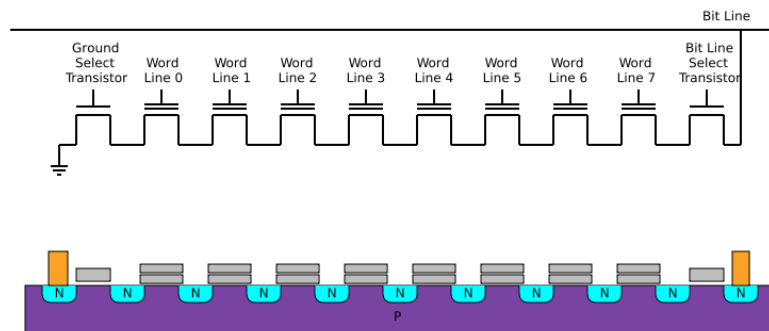 Bit Line
Ground
Select
Transistor
Word
Line 0
Word
Line 1
Word
Line 2
Word
Line 3
Word
Line 4
Word
Line 5
Word
Line 6
Word
Line 7
Bit Line
Select
Transistor
N
N
N
N
N
N
N
N
N
N
N
P